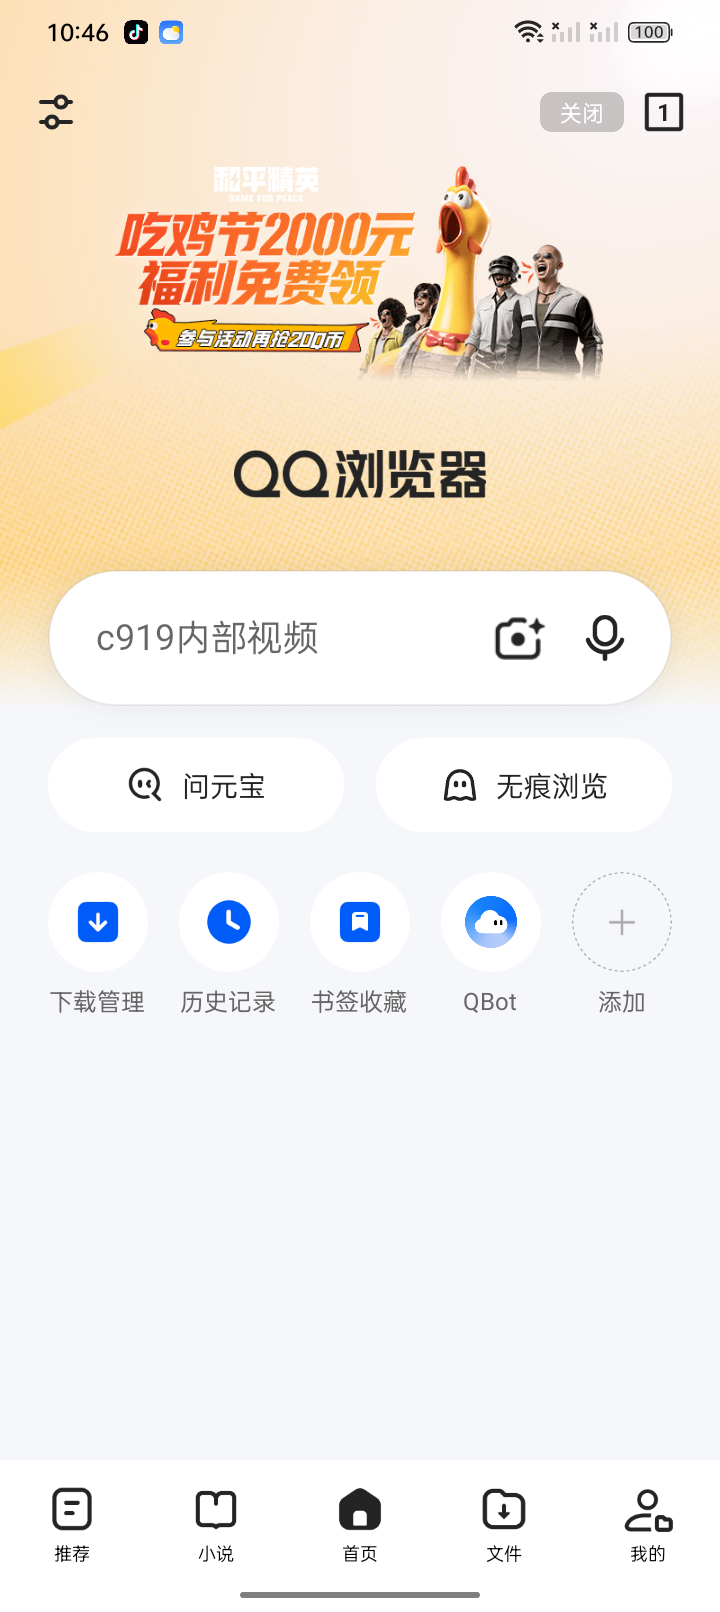 10:46
100
关闭
1
和平精英
GAME FOR PEACE
吃鸡节2000元
福利免费领
参与活动再抢20Q币
QQ浏览器
c919内部视频
问元宝
无痕浏览
下载管理
历史记录
书签收藏
QBot
添加
推荐
小说
首页
文件
我的